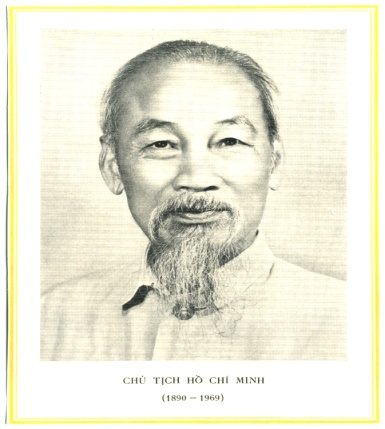 CHỦ TỊCH HỒ CHÍ MINH
(1890 — 1969)